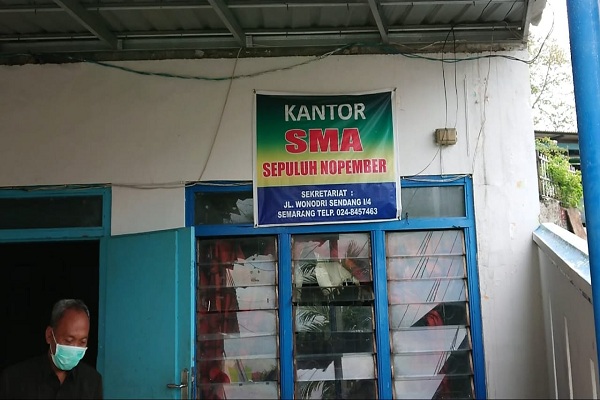 KANTOR
SMA
SEPULUH NOPEMBER
SEKRETARIAT :
JL. WONODRI SENDANG I/4
SEMARANG TELP. 024-8457463